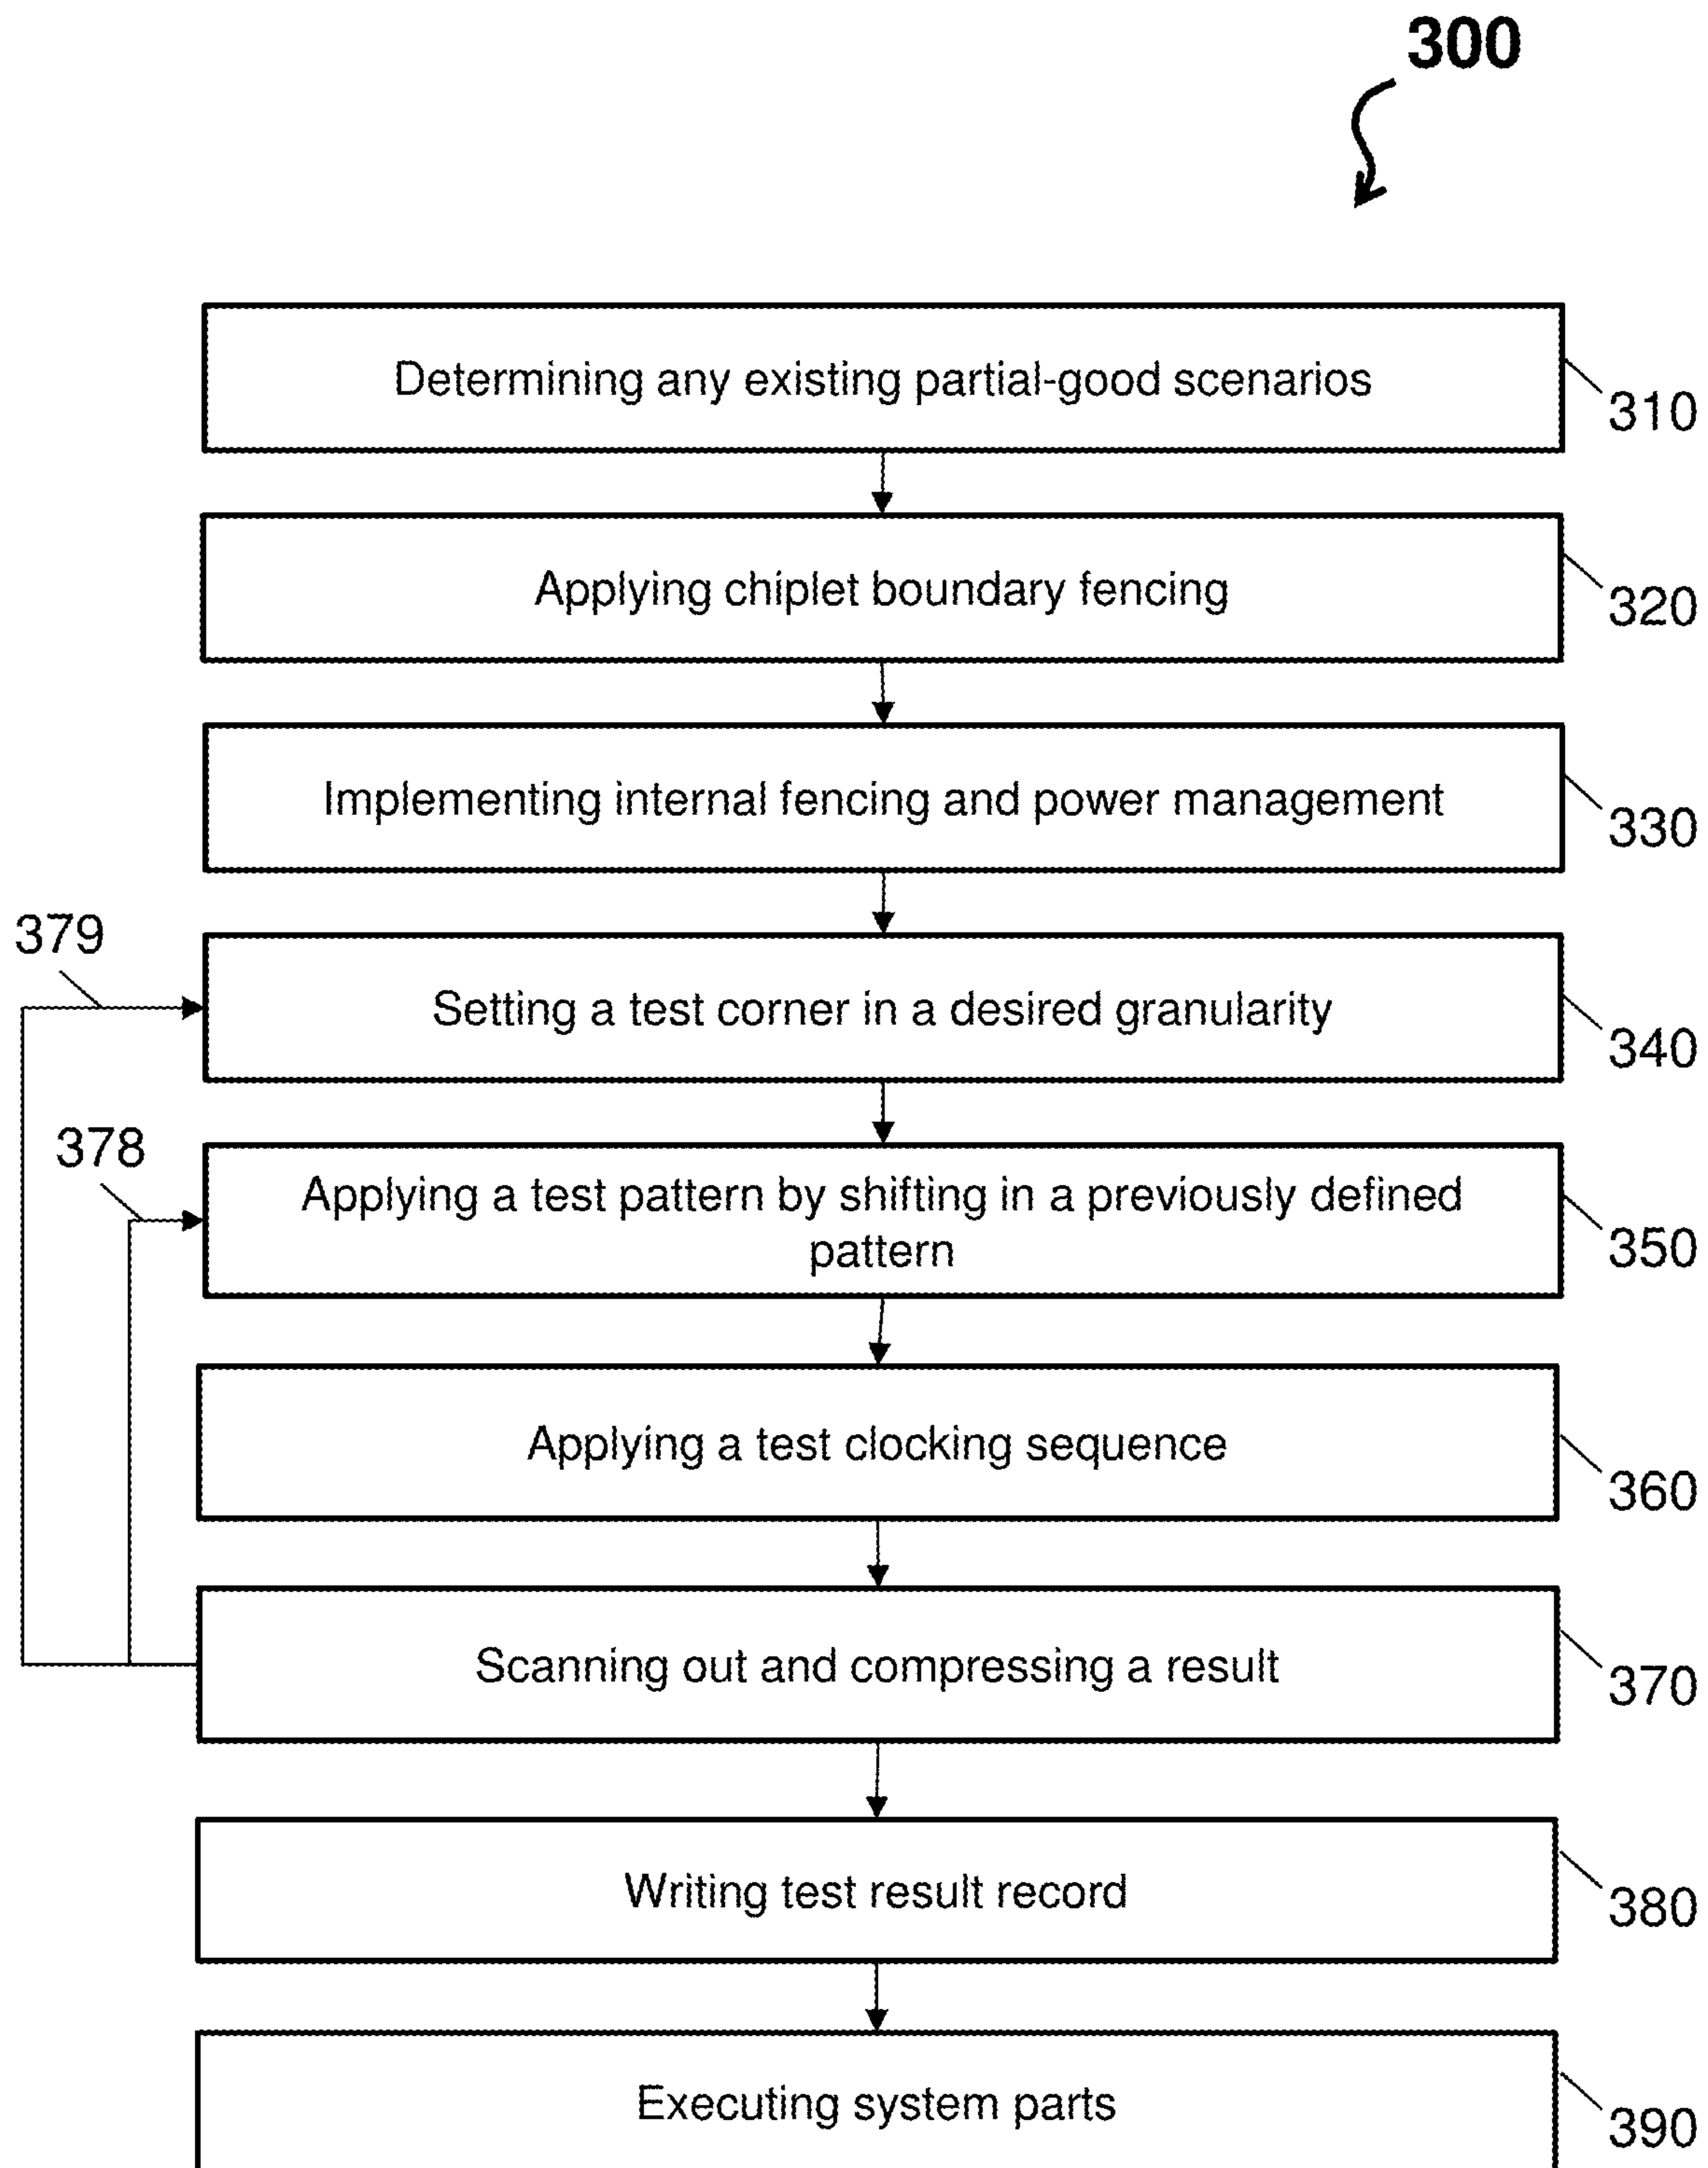 300
Determining any existing partial-good scenarios
310
Applying chiplet boundary fencing
320
Implementing internal fencing and power management
330
379
Setting a test corner in a desired granularity
340
378
Applying a test pattern by shifting in a previously defined
pattern
350
Applying a test clocking sequence
360
Scanning out and compressing a result
370
Writing test result record
380
Executing system parts
390